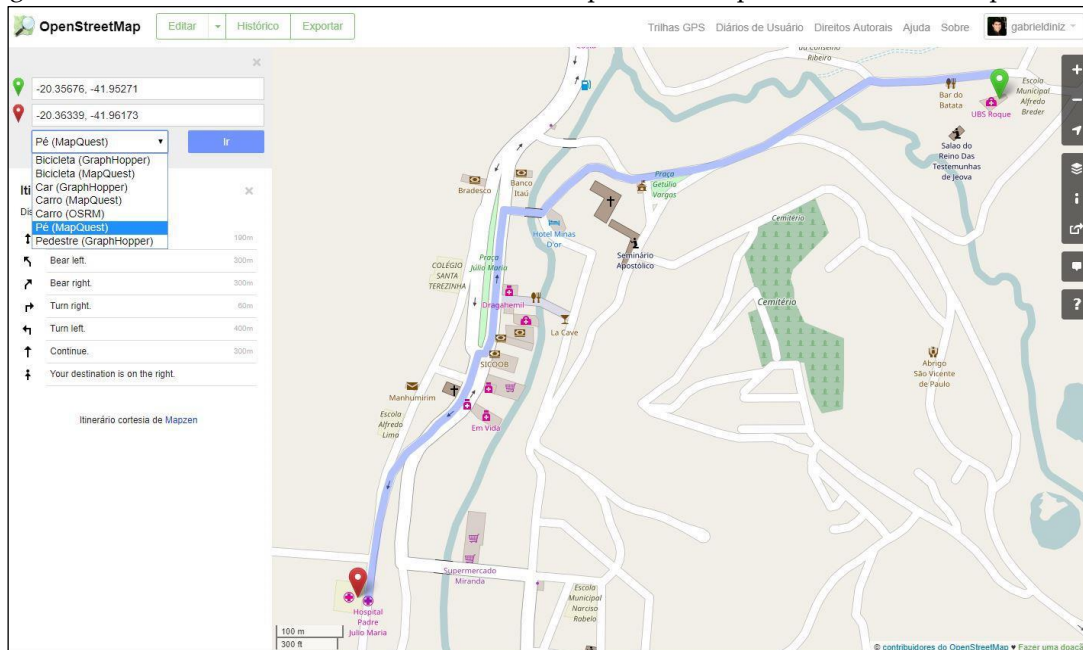 OpenStreetMap
Editar
Histórico
Exportar
Trilhas GPS
Diários de Usuário
Direitos Autorais
Ajuda
Sobre
gabrieldiniz
-20.35676, -41.95271
-20.36339, -41.96173
Pé (MapQuest)
Ir
Bicicleta (GraphHopper)
Bicicleta (MapQuest)
Car (GraphHopper)
Carro (MapQuest)
Carro (OSRM)
Pé (MapQuest)
Pedestre (GraphHopper)
190m
Bear left.
300m
Bear right.
300m
Turn right.
60m
Turn left.
400m
Continue.
300m
Your destination is on the right.
Itinerário cortesia de Mapzen
Ribeiro
Bar do
Batata
UBS Roque
Escola
Municipal
Alfredo
Breder
Salao do
Reino Das
Testemunhas
de Jeova
Bradesco
Banco
Itaú
Praça
Getúlio
Vargas
Hotel Minas
D'or
Seminário
Apostólico
Cemitério
Cemitério
COLÉGIO
SANTA
TEREZINHA
Praça
Júlio Maria
Drogahemil
La Cave
SICOOB
Manhumirim
Escola
Alfredo
Lima
Em Vida
Abrigo
São Vicente
de Paulo
Supermercado
Miranda
Escola
Municipal
Narciso
Rabelo
Hospital
Padre
Julio Maria
100 m
300 ft
© contribuidores do OpenStreetMap ♥ Fazer uma doaçã